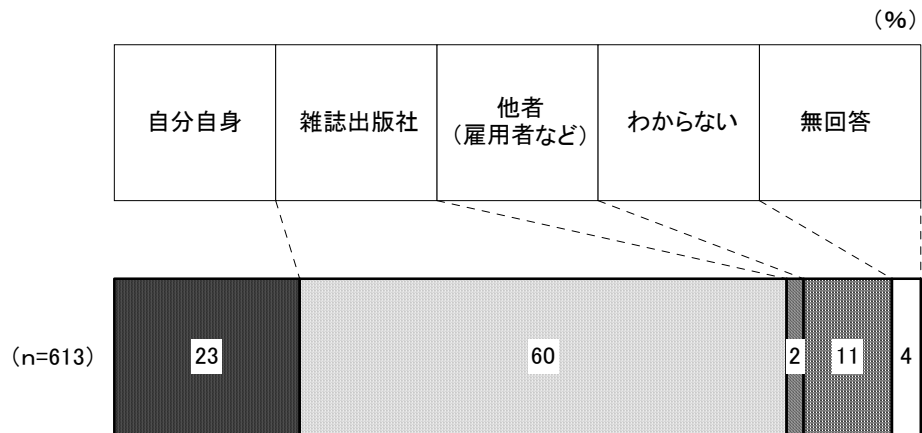 (%)
自分自身
雑誌出版社
他者
(雇用者など)
わからない
無回答
(n=613)
23
60
2
11
4